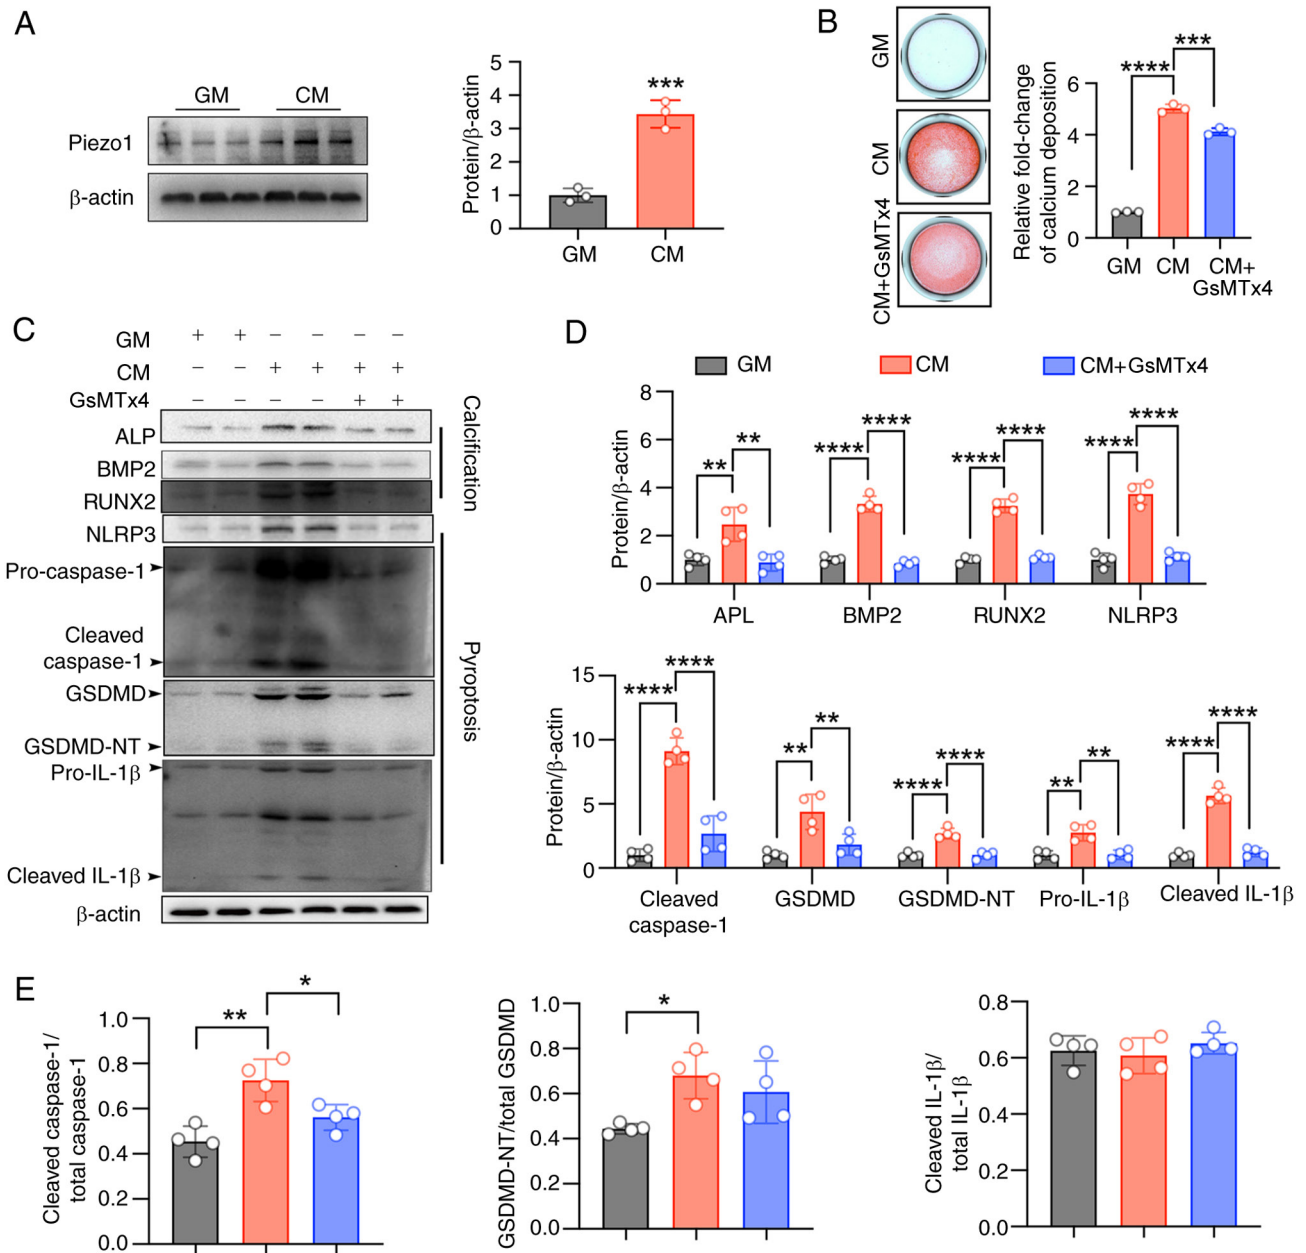 A
GM CM
Piezo1
β-actin
Protein/β-actin
5
4
3
2
1
0
***
GM CM
B
GM
CM
CM+GsMTx4
Relative fold-change
of calcium deposition
6
4
2
0
**** ***
GM CM CM+
GsMTx4
C
GM + + – – – –
CM – – + + + +
GsMTx4 – – – – + +
ALP
BMP2
RUNX2
NLRP3
Pro-caspase-1
Cleaved
caspase-1
GSDMD
GSDMD-NT
Pro-IL-1β
Cleaved IL-1β
β-actin
Calcification
Pyroptosis
D
GM CM CM+GsMTx4
Protein/β-actin
8
6
4
2
0
** ** **** **** **** **** **** ****
APL BMP2 RUNX2 NLRP3
Protein/β-actin
15
10
5
0
**** **** ** ** **** **** ** ** **** ****
Cleaved
caspase-1
GSDMD GSDMD-NT Pro-IL-1β Cleaved IL-1β
E
Cleaved caspase-1/
total caspase-1
1.0
0.8
0.6
0.4
0.2
0.0
** *
GSDMD-NT/total GSDMD
1.0
0.8
0.6
0.4
0.2
0.0
*
Cleaved IL-1β/
total IL-1β
0.8
0.6
0.4
0.2
0.0